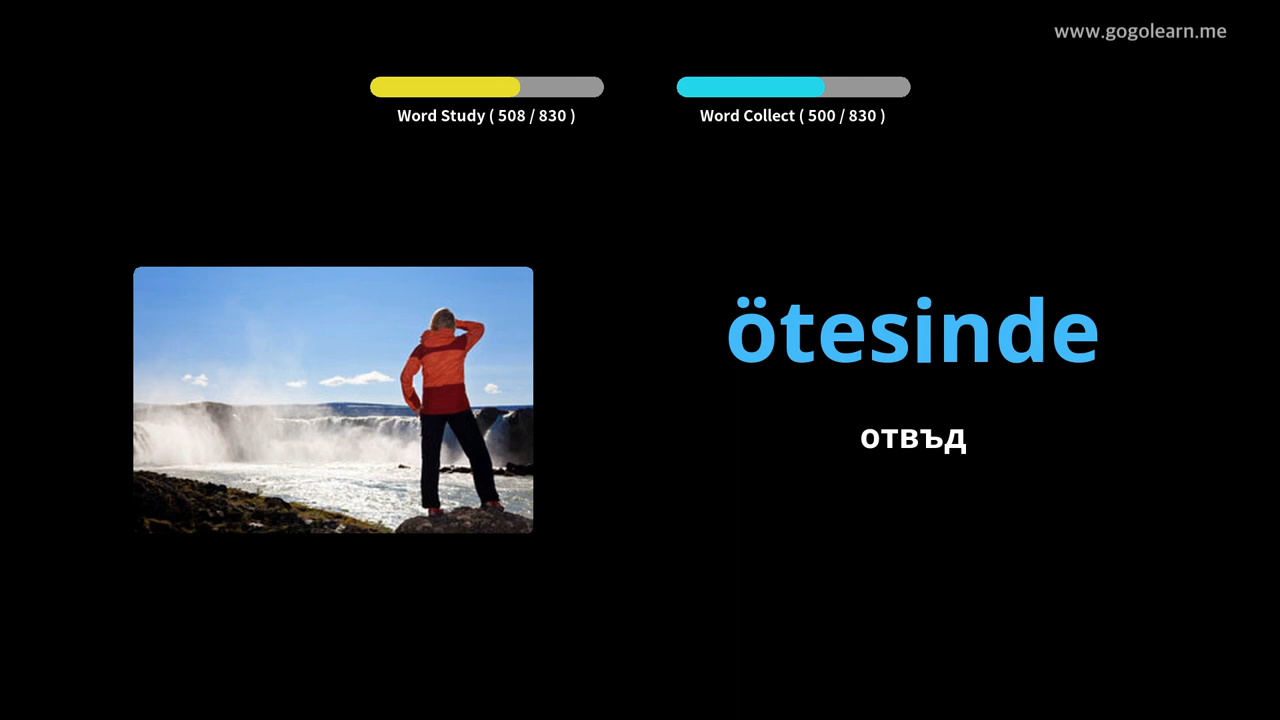 www.gogolearn.me
Word Study ( 508 / 830 )
Word Collect ( 500 / 830 )
ötesinde
отвъд